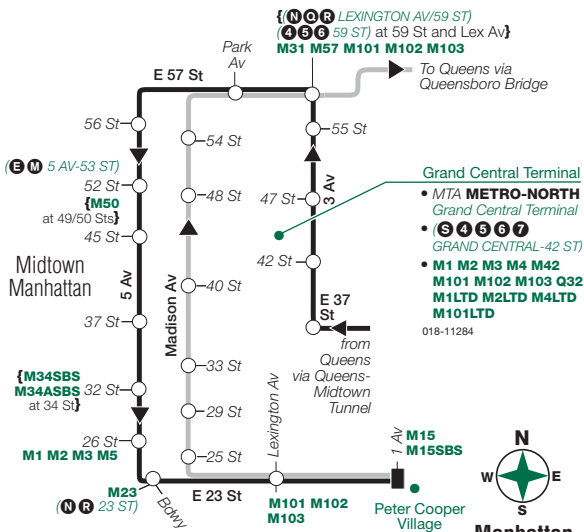 {(N Q R LEXINGTON AV/59 ST)
(4 5 6 59 ST) at 59 St and Lex Av}
M31 M57 M101 M102 M103
Park
Av
E 57 St
To Queens via
Queensboro Bridge
56 St
54 St
55 St
(E M 5 AV-53 ST)
52 St
{M50
at 49/50 Sts}
45 St
48 St
47 St
3 Av
Grand Central Terminal
• MTA METRO-NORTH
Grand Central Terminal
• (S 4 5 6 7
GRAND CENTRAL-42 ST)
• M1 M2 M3 M4 M42
M101 M102 M103 Q32
M1LTD M2LTD M4LTD
M101LTD
018-11284
Midtown
Manhattan
5 Av
Madison Av
42 St
40 St
37 St
E 37
St
from
Queens
via Queens-
Midtown
Tunnel
33 St
{M34SBS
M34ASBS
at 34 St}
32 St
29 St
26 St
M1 M2 M3 M5
25 St
Lexington Av
1 Av
M15
M15SBS
E 23 St
M23
(N R 23 ST)
Bdwy
M101 M102
M103
Peter Cooper
Village
N
W
E
S
Manhattan